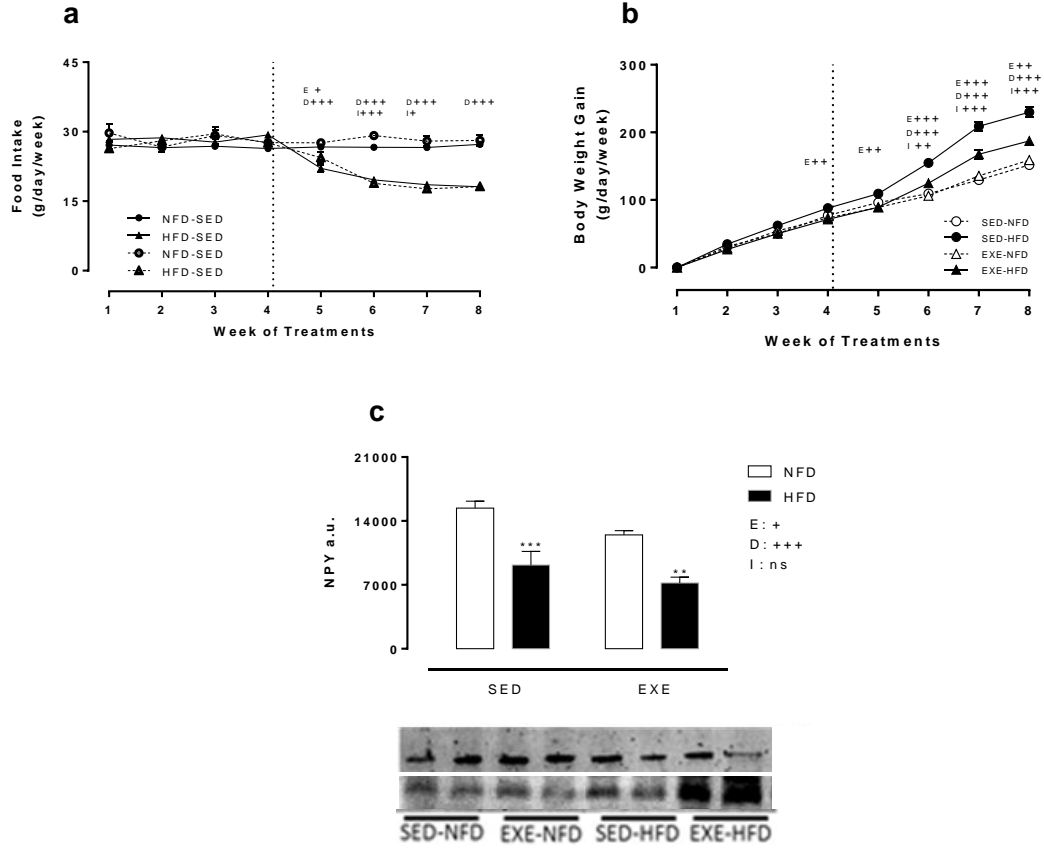 a
45
30
15
0
Food Intake
(g/day/week)
E +
D+++
D+++
I+++
D+++
I+
D+++
NFD-SED
HFD-SED
NFD-SED
HFD-SED
1 2 3 4 5 6 7 8
Week of Treatments
b
300
200
100
0
Body Weight Gain
(g/day/week)
E++
E++
E+++
D+++
I ++
E+++
D+++
I +++
E++
D+++
I+++
SED-NFD
SED-HFD
EXE-NFD
EXE-HFD
1 2 3 4 5 6 7 8
Week of Treatments
c
21000
14000
7000
0
NPY a.u.
***
**
NFD
HFD
E: +
D: +++
I : ns
SED EXE
SED-NFD EXE-NFD SED-HFD EXE-HFD